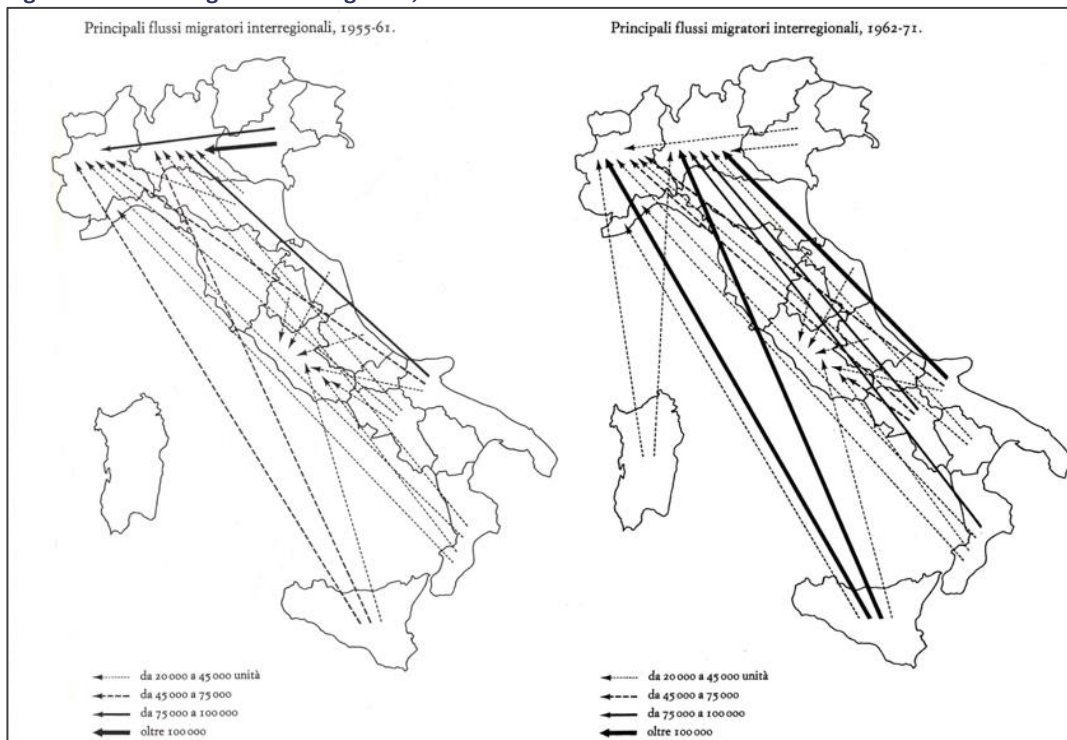 Principali flussi migratori interregionali, 1955-61.
Principali flussi migratori interregionali, 1962-71.
da 20 000 a 45 000 unità
da 45 000 a 75 000
da 75 000 a 100 000
oltre 100 000
da 20 000 a 45 000 unità
da 45 000 a 75 000
da 75 000 a 100 000
oltre 100 000